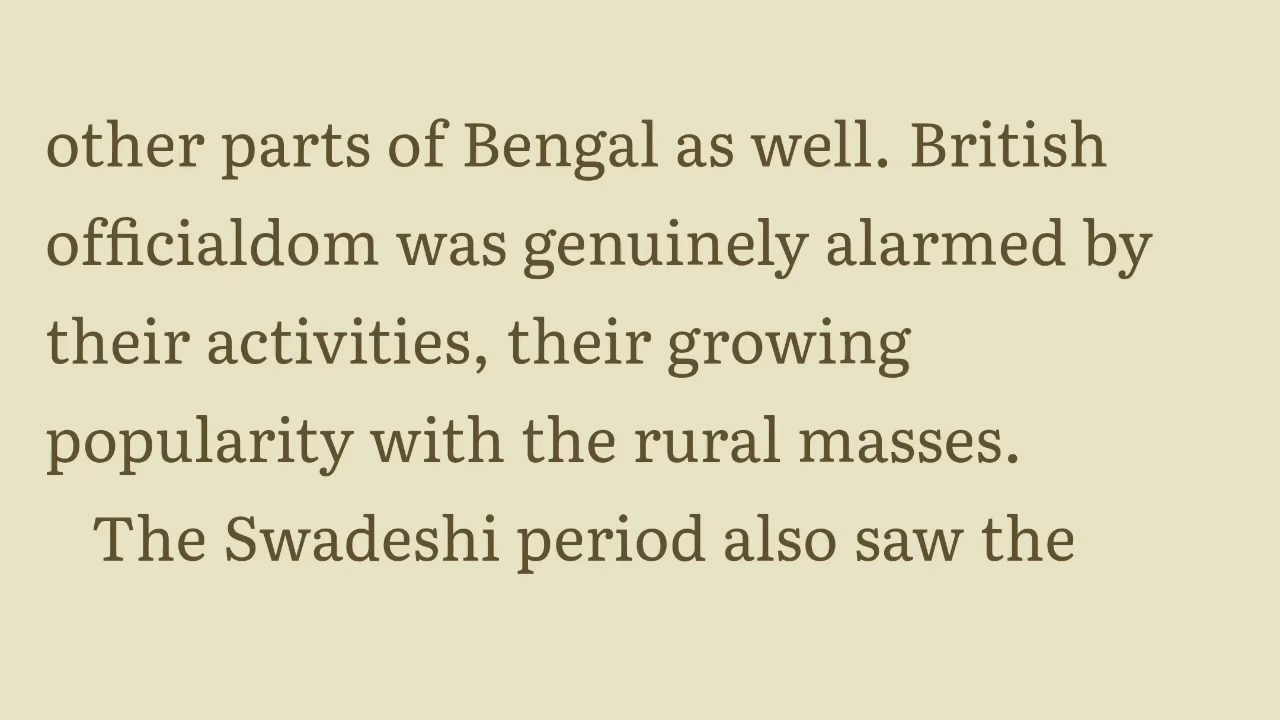 other parts of Bengal as well. British
officialdom was genuinely alarmed by
their activities, their growing
popularity with the rural masses.
The Swadeshi period also saw the